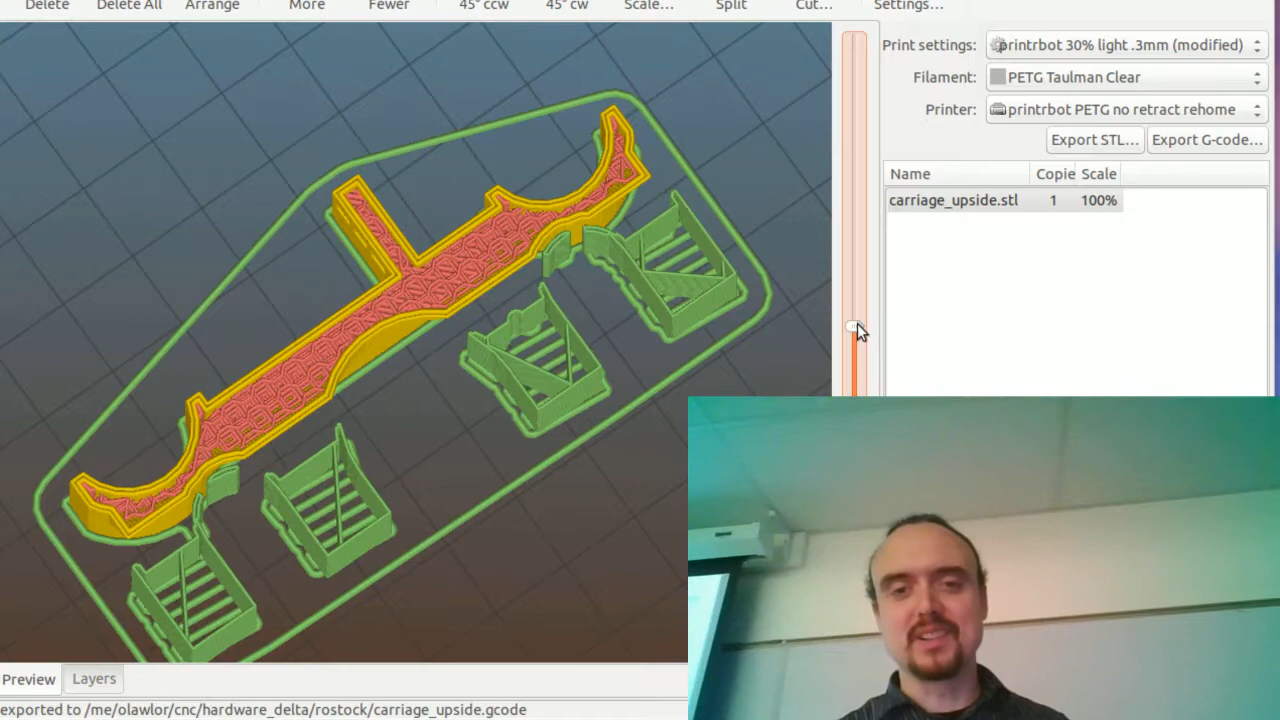 Delete Delete All Arrange More Fewer 45° ccw 45° cw Scale… Split Cut… Settings…
Print settings: printrbot 30% light .3mm (modified)
Filament: PETG Taulman Clear
Printer: printrbot PETG no retract rehome
Export STL… Export G-code…
Name Copie Scale
carriage_upside.stl 1 100%
Preview Layers
exported to /me/olawlor/cnc/hardware_delta/rostock/carriage_upside.gcode